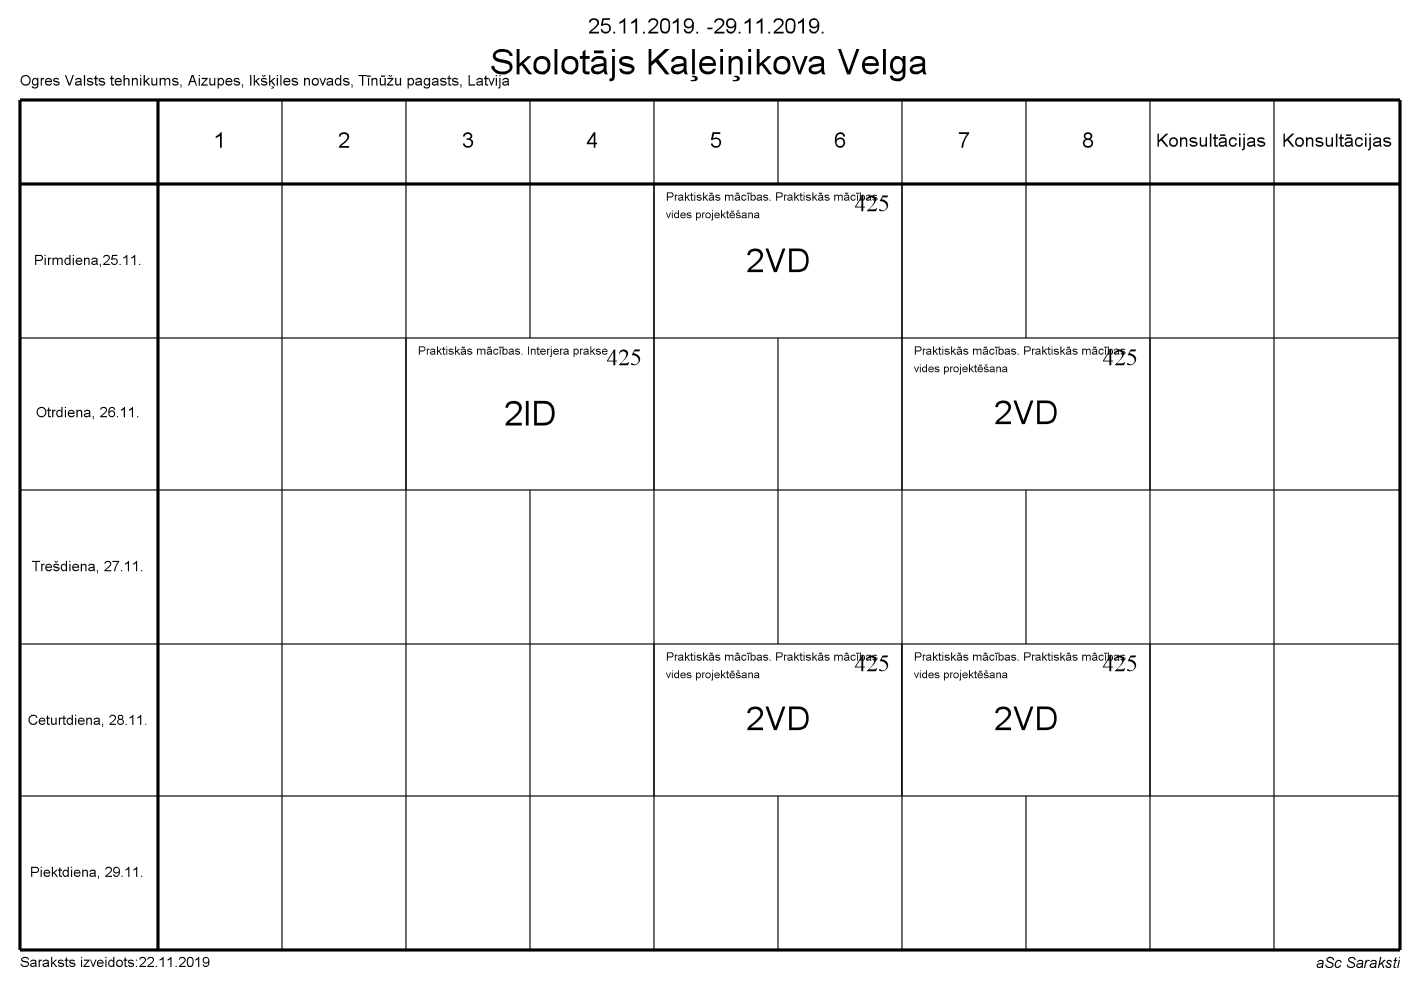 25.11.2019. -29.11.2019.
Skolotājs Kaļeiņikova Velga
Ogres Valsts tehnikums, Aizupes, Ikšķiles novads, Tīnūžu pagasts, Latvija
1 2 3 4 5 6 7 8 Konsultācijas Konsultācijas
Praktiskās mācības. Praktiskās mācības
425
vides projektēšana
Pirmdiena,25.11.
2VD
Praktiskās mācības. Interjera prakse
425
Praktiskās mācības. Praktiskās mācības
425
vides projektēšana
Otrdiena, 26.11.
2ID
2VD
Trešdiena, 27.11.
Praktiskās mācības. Praktiskās mācības
425
vides projektēšana
Praktiskās mācības. Praktiskās mācības
425
vides projektēšana
Ceturtdiena, 28.11.
2VD
2VD
Piektdiena, 29.11.
Saraksts izveidots:22.11.2019
aSc Saraksti